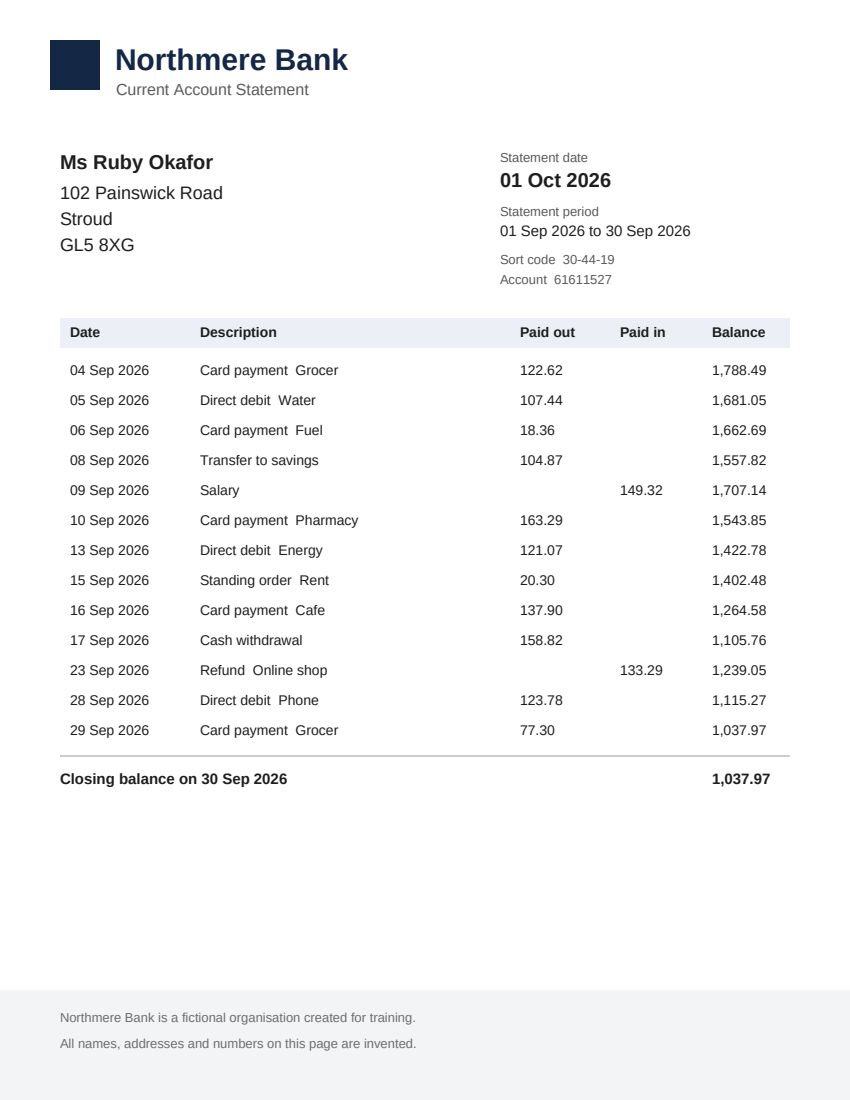 Northmere Bank
Current Account Statement
Ms Ruby Okafor
102 Painswick Road
Stroud
GL5 8XG
Statement date
01 Oct 2026
Statement period
01 Sep 2026 to 30 Sep 2026
Sort code  30-44-19
Account  61611527
Date Description Paid out Paid in Balance
04 Sep 2026 Card payment  Grocer 122.62 1,788.49
05 Sep 2026 Direct debit  Water 107.44 1,681.05
06 Sep 2026 Card payment  Fuel 18.36 1,662.69
08 Sep 2026 Transfer to savings 104.87 1,557.82
09 Sep 2026 Salary 149.32 1,707.14
10 Sep 2026 Card payment  Pharmacy 163.29 1,543.85
13 Sep 2026 Direct debit  Energy 121.07 1,422.78
15 Sep 2026 Standing order  Rent 20.30 1,402.48
16 Sep 2026 Card payment  Cafe 137.90 1,264.58
17 Sep 2026 Cash withdrawal 158.82 1,105.76
23 Sep 2026 Refund  Online shop 133.29 1,239.05
28 Sep 2026 Direct debit  Phone 123.78 1,115.27
29 Sep 2026 Card payment  Grocer 77.30 1,037.97
Closing balance on 30 Sep 2026 1,037.97
Northmere Bank is a fictional organisation created for training.
All names, addresses and numbers on this page are invented.